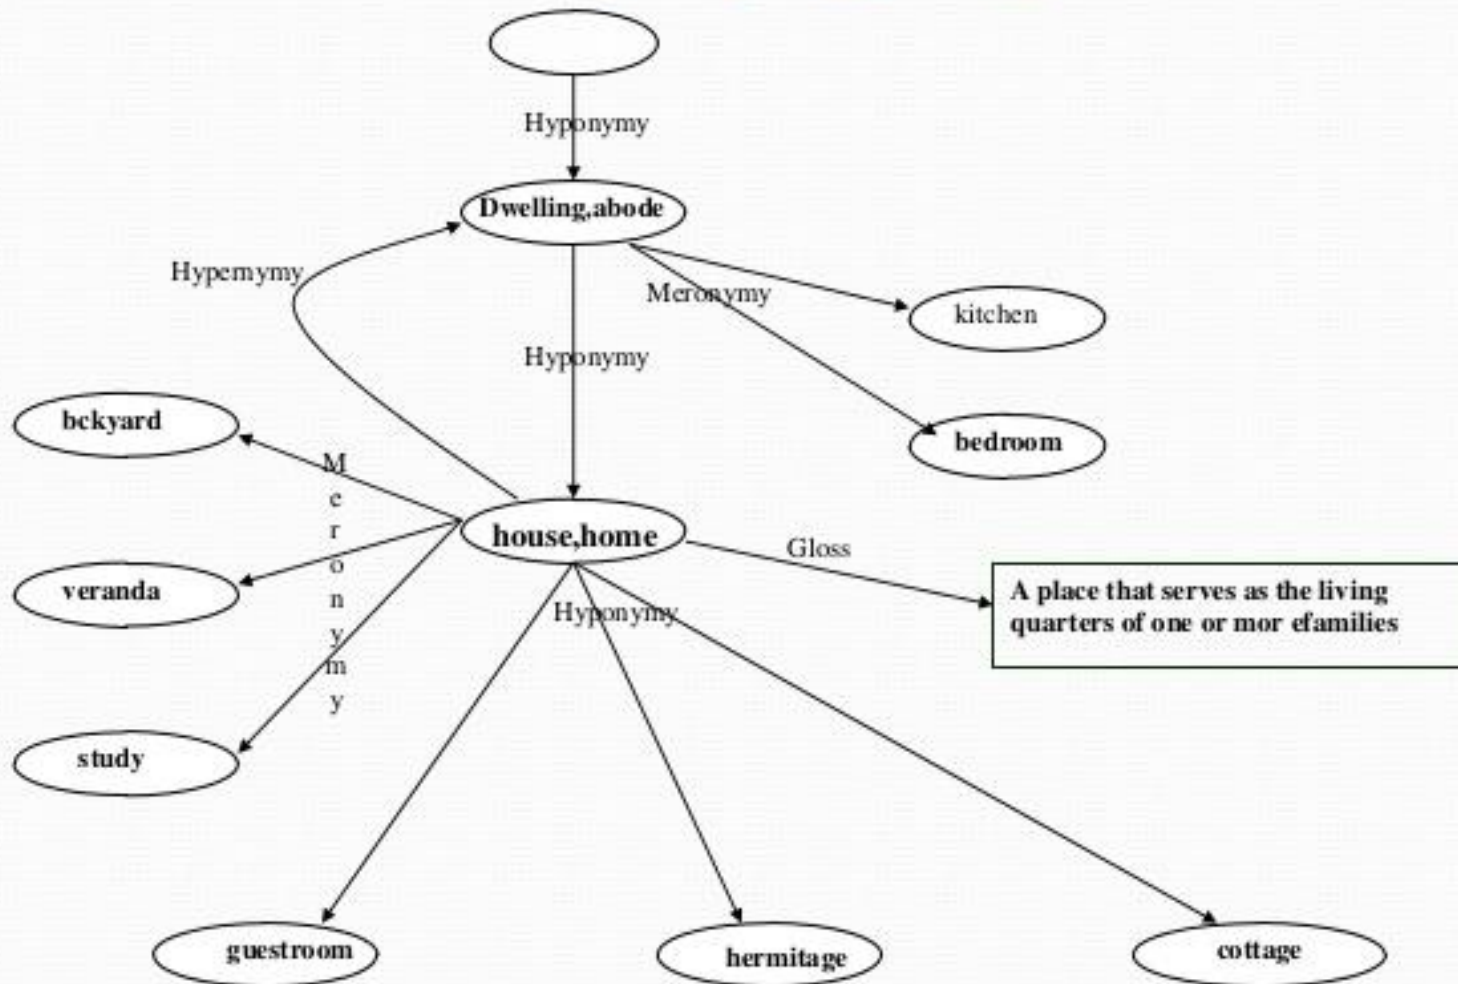 Hyponymy
Dwelling,abode
Hypernymy
Meronymy
kitchen
Hyponymy
bckyard
bedroom
Meronymy
house,home
Gloss
veranda
A place that serves as the living
quarters of one or mor efamilies
Hyponymy
study
guestroom
hermitage
cottage